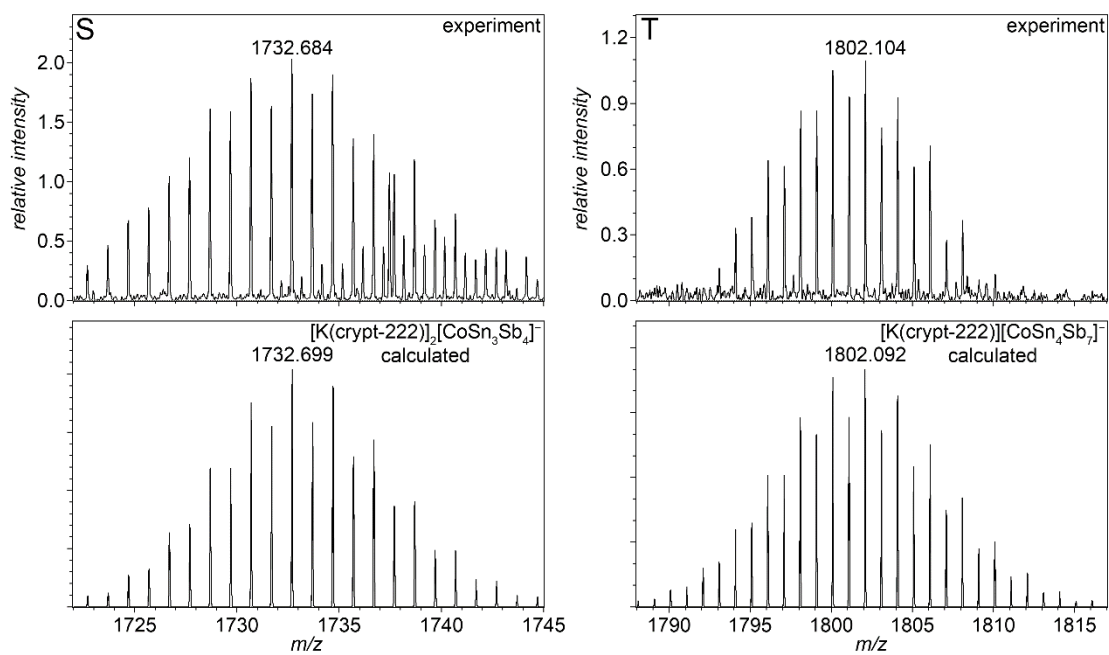 S
experiment
1732.684
relative intensity
2.0
1.5
1.0
0.5
0.0
T
experiment
1802.104
relative intensity
1.2
0.9
0.6
0.3
0.0
[K(crypt-222)]₂[CoSn₃Sb₄]⁻
1732.699 calculated
1725 1730 1735 1740 1745
m/z
[K(crypt-222)][CoSn₄Sb₇]⁻
1802.092 calculated
1790 1795 1800 1805 1810 1815
m/z